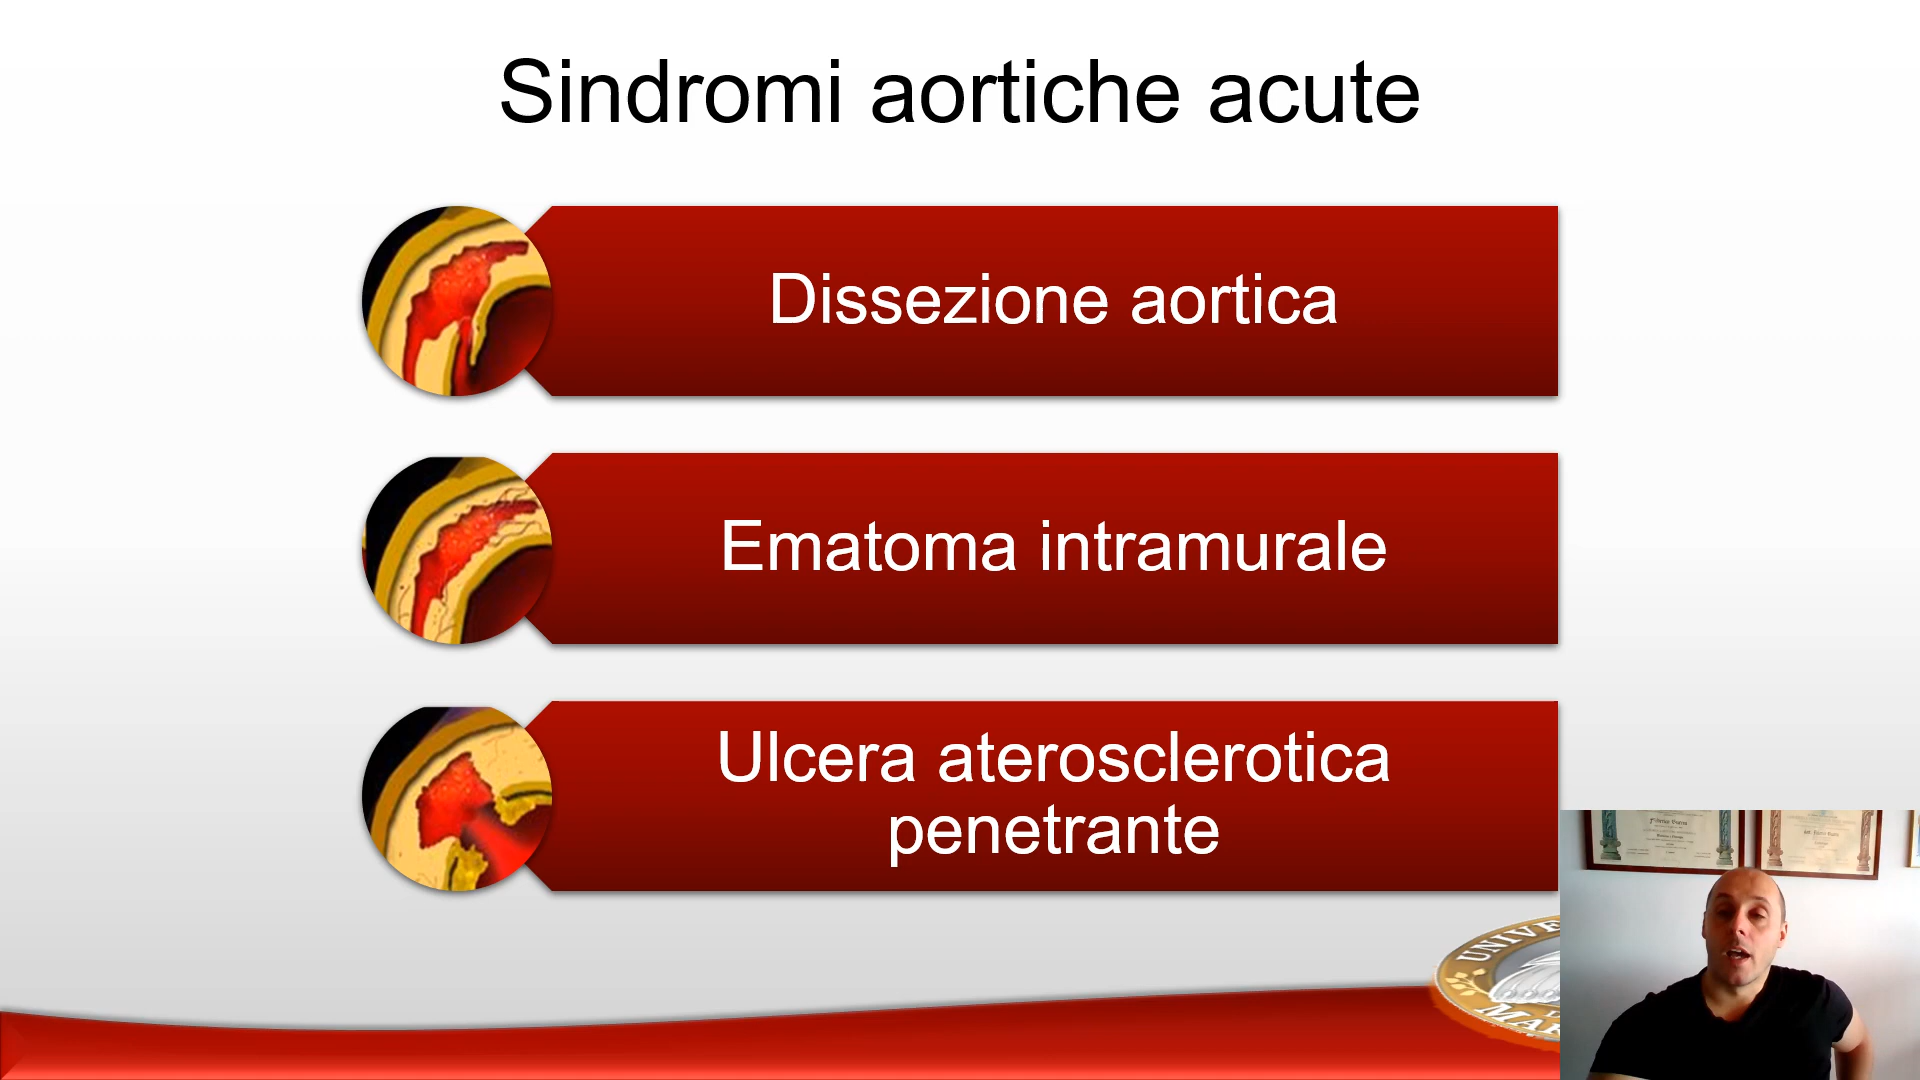 Sindromi aortiche acute
Dissezione aortica
Ematoma intramurale
Ulcera aterosclerotica
penetrante